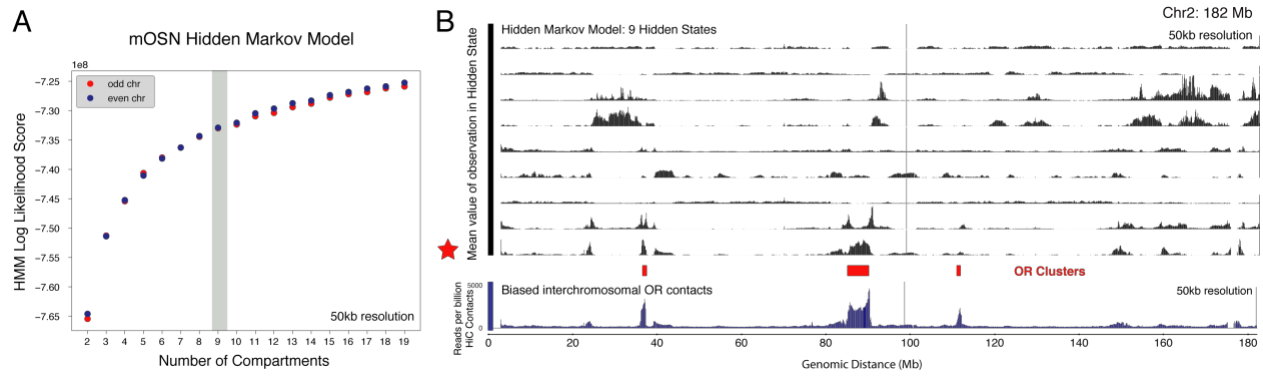 A
mOSN Hidden Markov Model
1e8
odd chr
even chr
HMM Log Likelihood Score
−7.25
−7.30
−7.35
−7.40
−7.45
−7.50
−7.55
−7.60
−7.65
50kb resolution
2 3 4 5 6 7 8 9 10 11 12 13 14 15 16 17 18 19
Number of Compartments
B
Chr2: 182 Mb
Hidden Markov Model: 9 Hidden States
50kb resolution
Mean value of observation in Hidden State
OR Clusters
Biased interchromosomal OR contacts
50kb resolution
Reads per billion
HiC Contacts
5000
0
0 20 40 60 80 100 120 140 160 180
Genomic Distance (Mb)